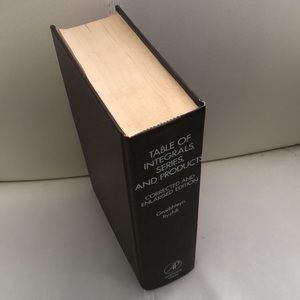 TABLE OF
INTEGRALS,
SERIES,
AND PRODUCTS
CORRECTED AND
ENLARGED EDITION
Gradshteyn
Ryzhik